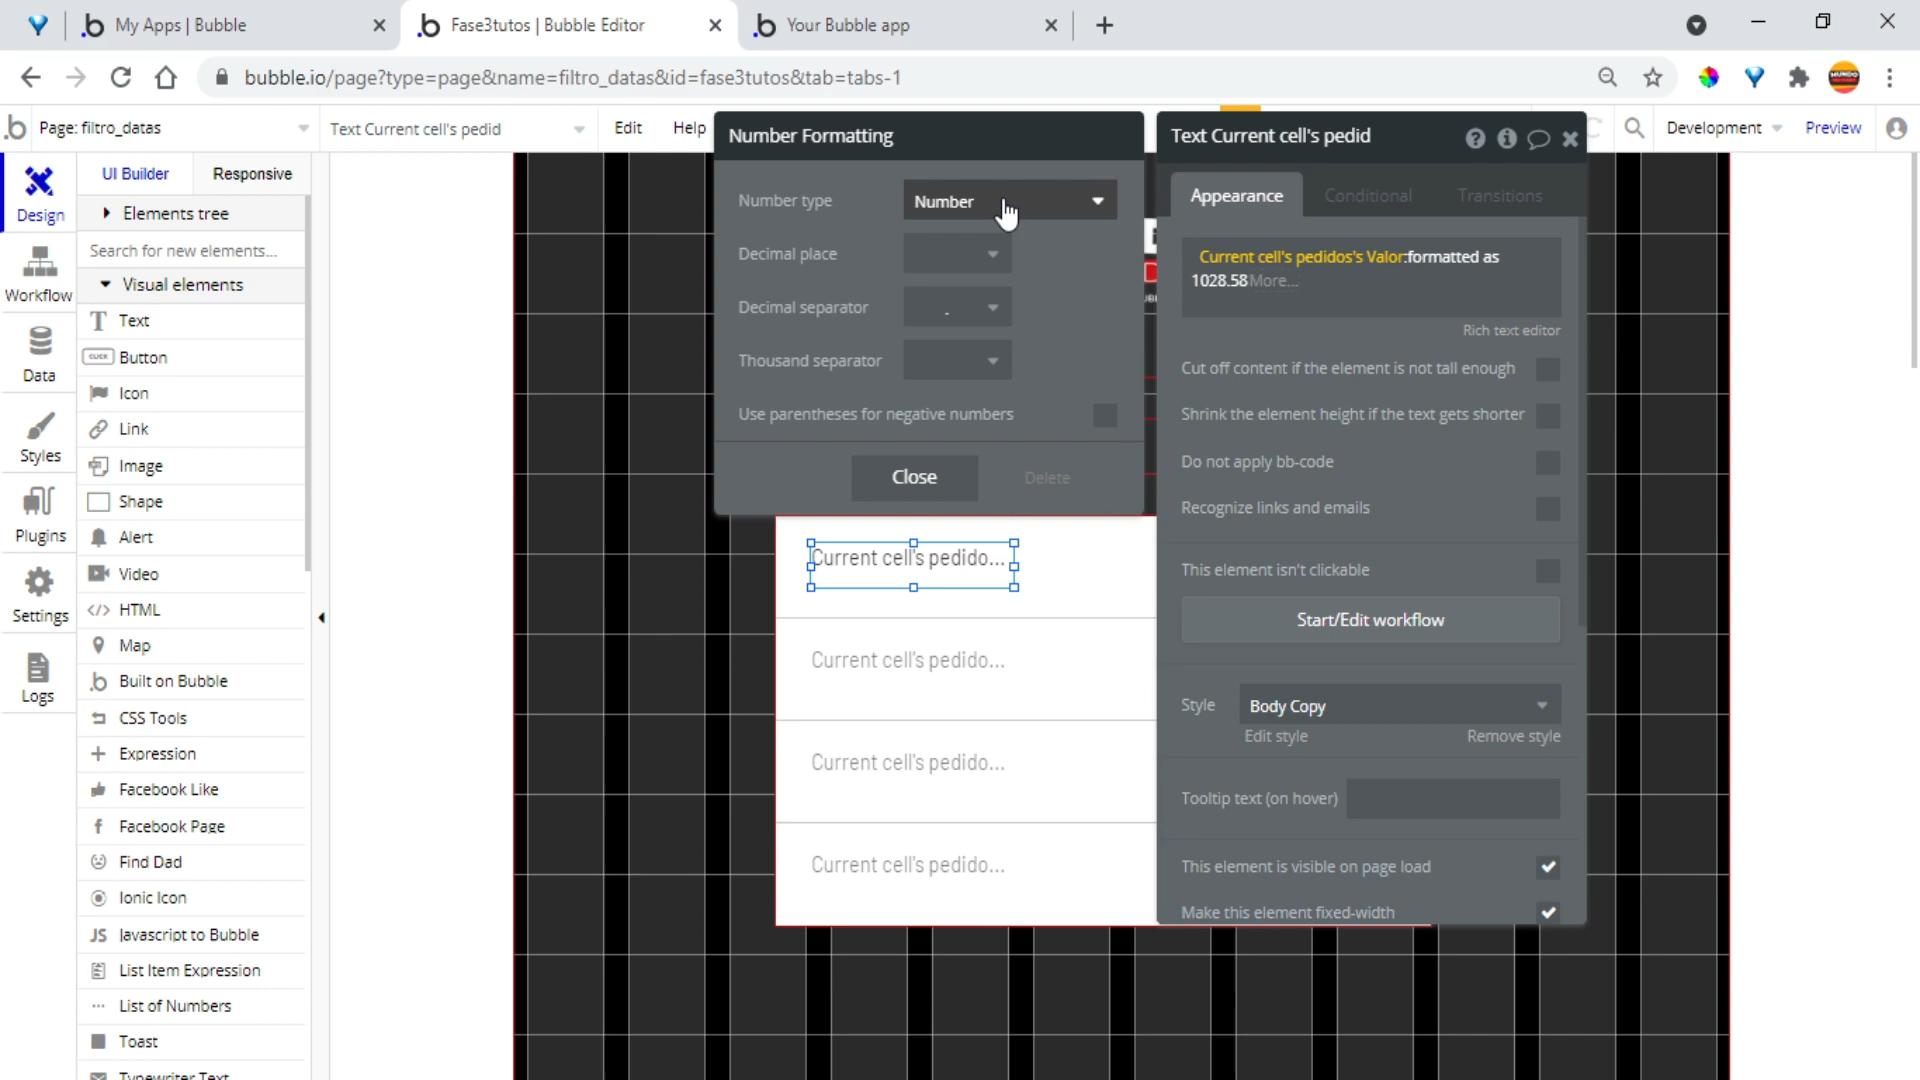 My Apps | Bubble
Fase3tutos | Bubble Editor
Your Bubble app
bubble.io/page?type=page&name=filtro_datas&id=fase3tutos&tab=tabs-1
Page: filtro_datas
Text Current cell's pedid
Edit
Help
Development
Preview
Design
Workflow
Data
Styles
Plugins
Settings
Logs
UI Builder
Responsive
Elements tree
Search for new elements...
Visual elements
Text
CLICK
Button
Icon
Link
Image
Shape
Alert
Video
HTML
Map
Built on Bubble
CSS Tools
Expression
Facebook Like
Facebook Page
Find Dad
Ionic Icon
JS Javascript to Bubble
List Item Expression
List of Numbers
Toast
Typewriter Text
Number Formatting
Number type
Number
Decimal place
Decimal separator
.
Thousand separator
Use parentheses for negative numbers
Close
Delete
Current cell's pedido...
Current cell's pedido...
Current cell's pedido...
Current cell's pedido...
Text Current cell's pedid
Appearance
Conditional
Transitions
Current cell's pedidos's Valor:formatted as
1028.58More...
Rich text editor
Cut off content if the element is not tall enough
Shrink the element height if the text gets shorter
Do not apply bb-code
Recognize links and emails
This element isn't clickable
Start/Edit workflow
Style
Body Copy
Edit style
Remove style
Tooltip text (on hover)
This element is visible on page load
Make this element fixed-width